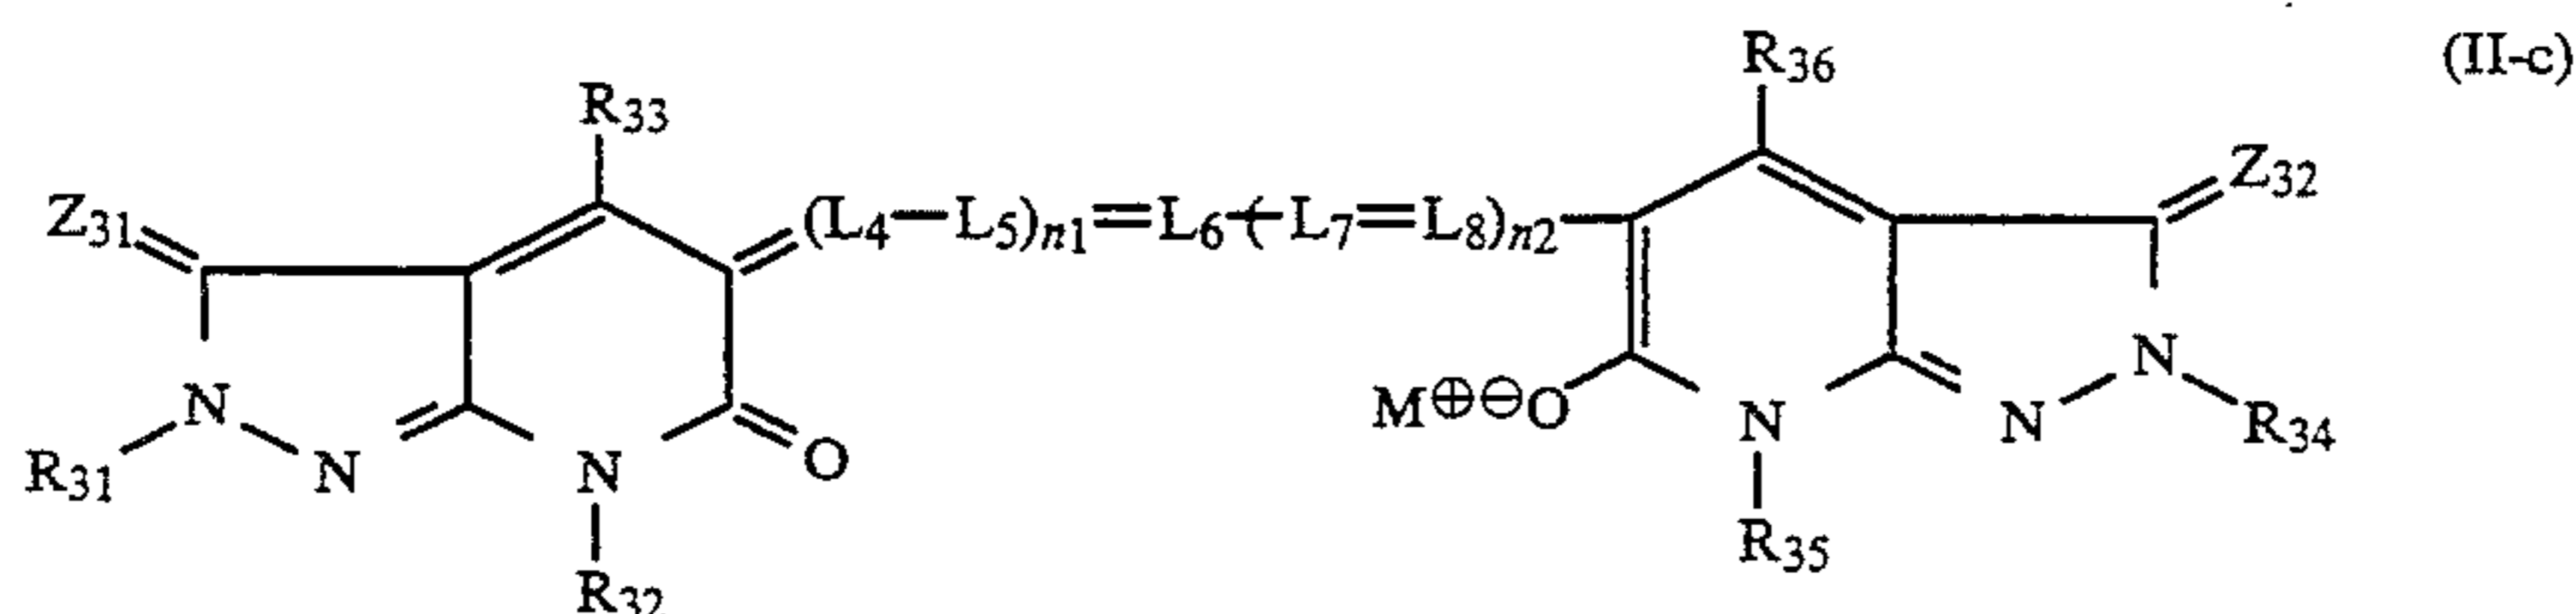 (II-c)
R36
R33
Z31
(L4—L5)n1=L6—(L7=L8)n2
Z32
N
N
N
O
M⊕⊖O
N
N
N
R31
R34
R32
R35